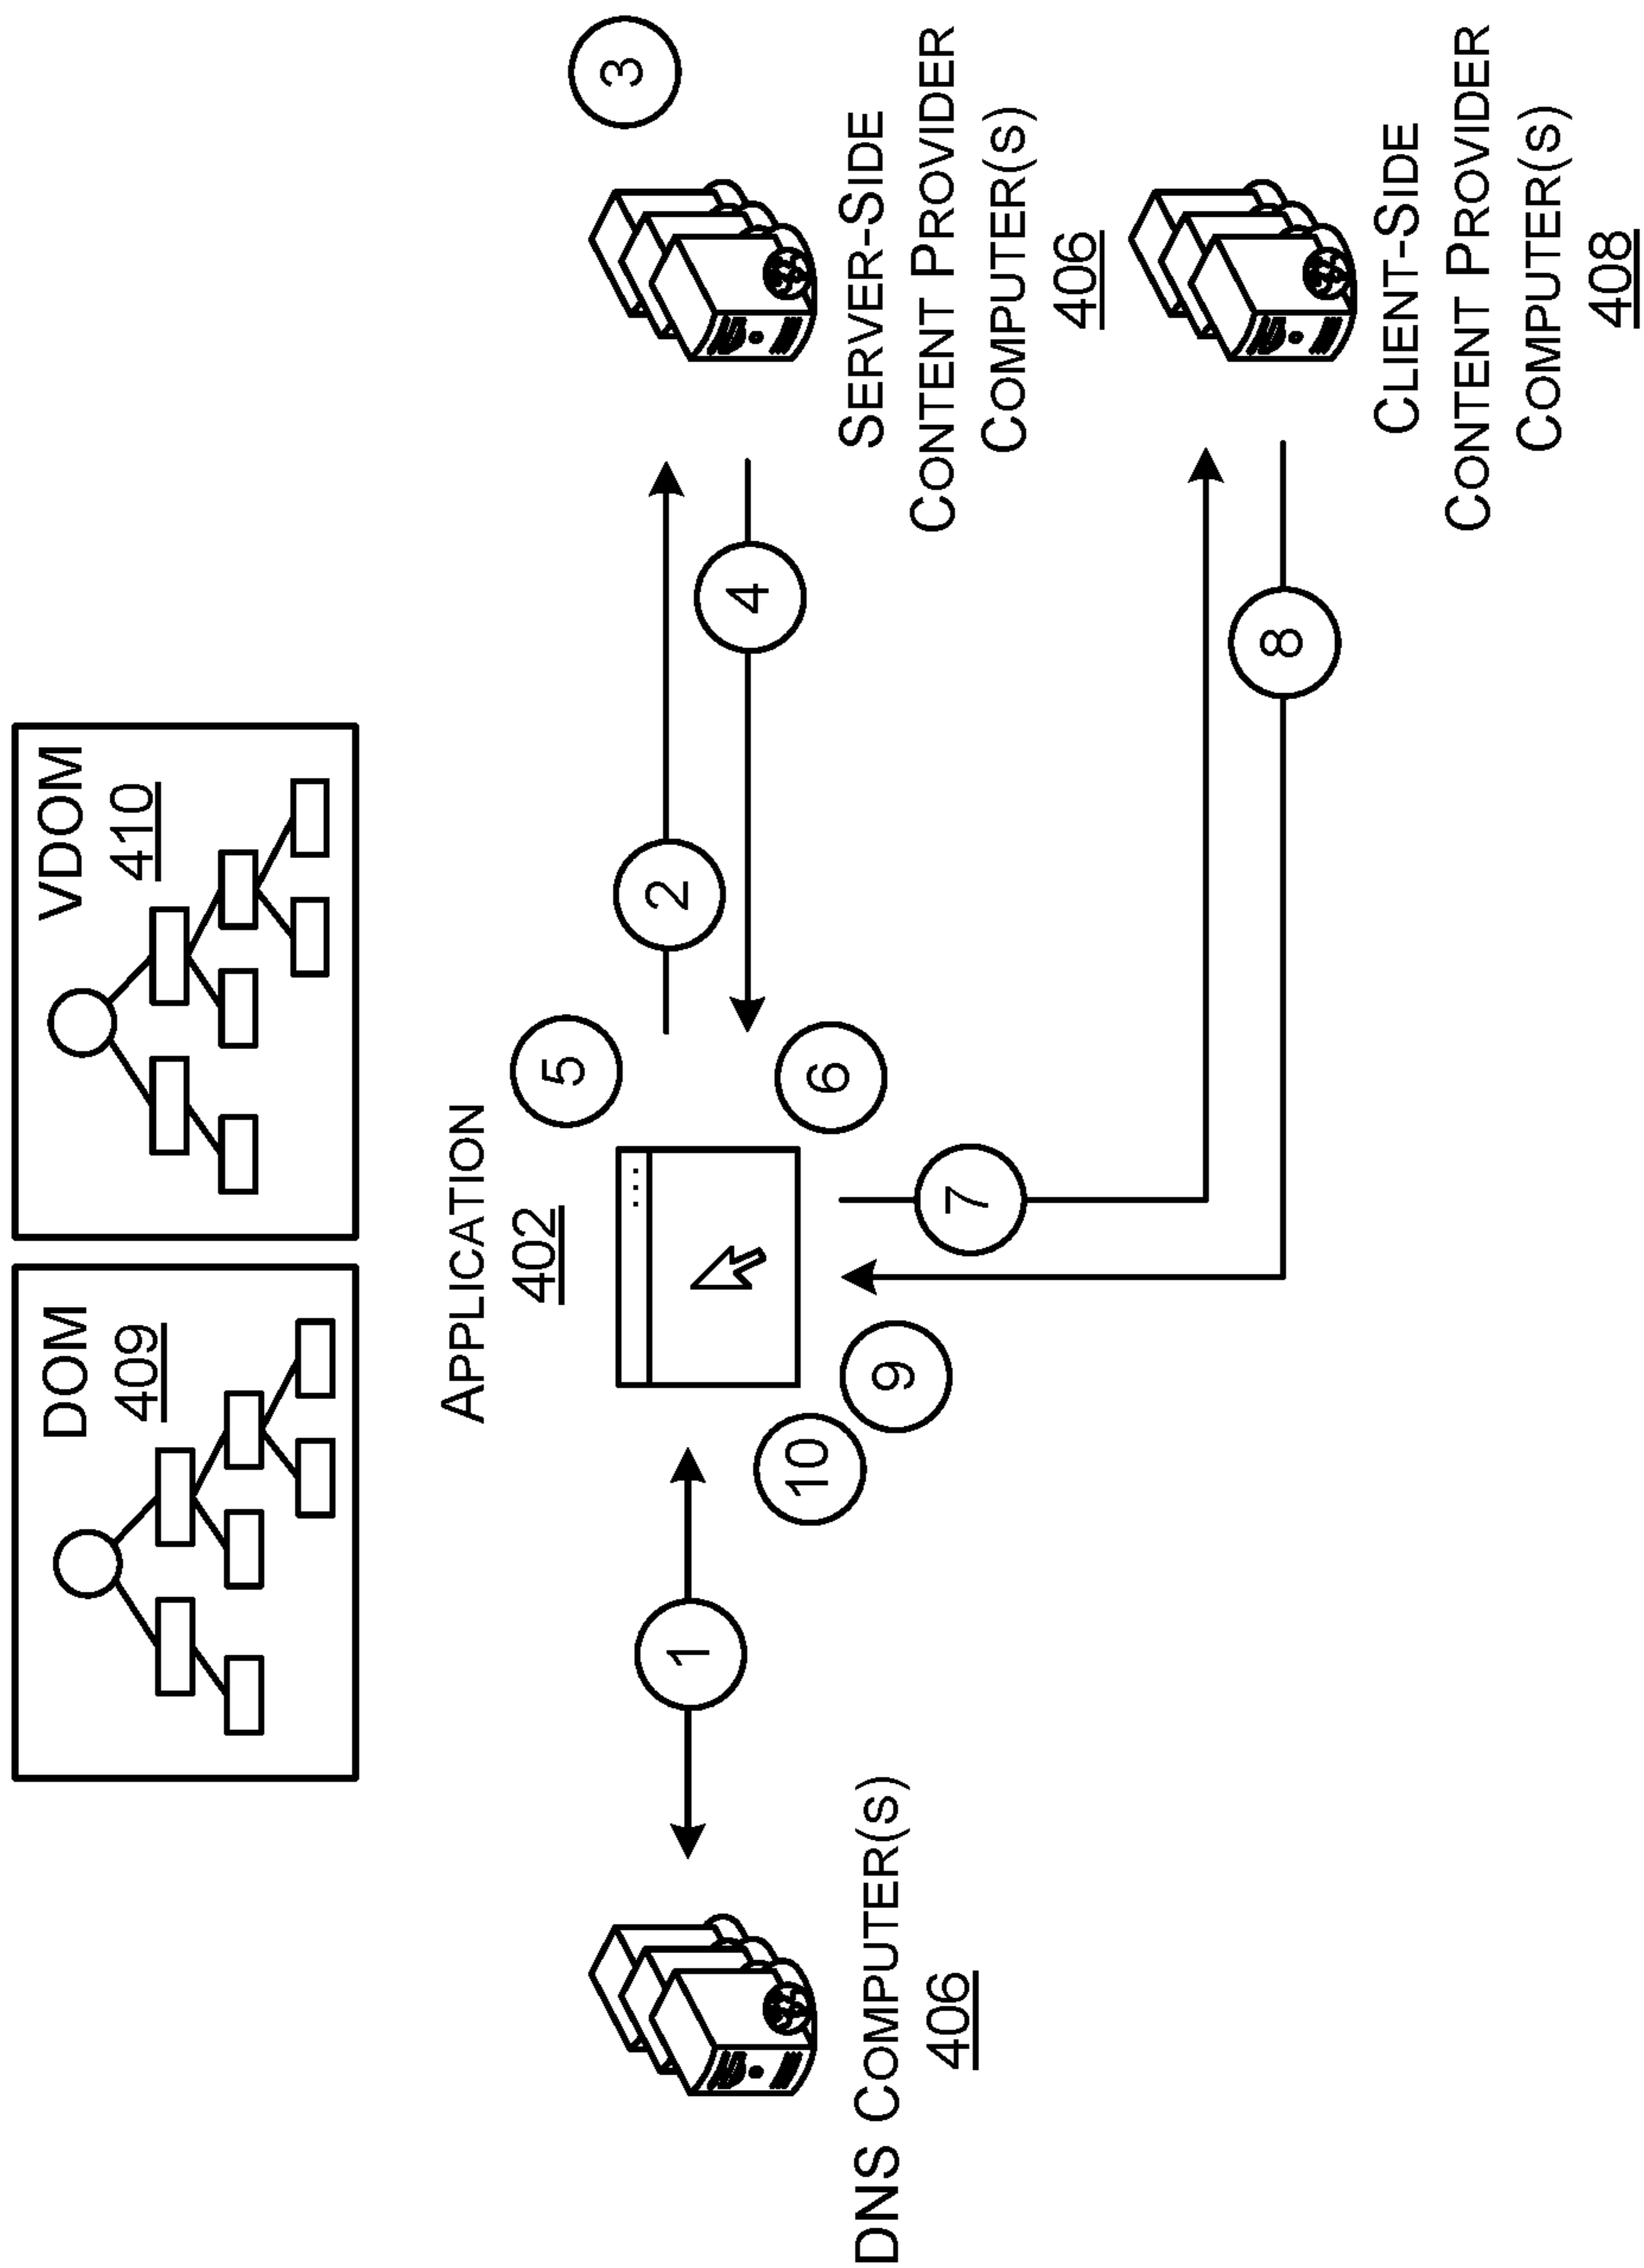 DOM
409
VDOM
410
APPLICATION
402
...
5
3
1
2
4
6
10
9
7
8
DNS COMPUTER(S)
406
SERVER-SIDE
CONTENT PROVIDER
COMPUTER(S)
406
CLIENT-SIDE
CONTENT PROVIDER
COMPUTER(S)
408